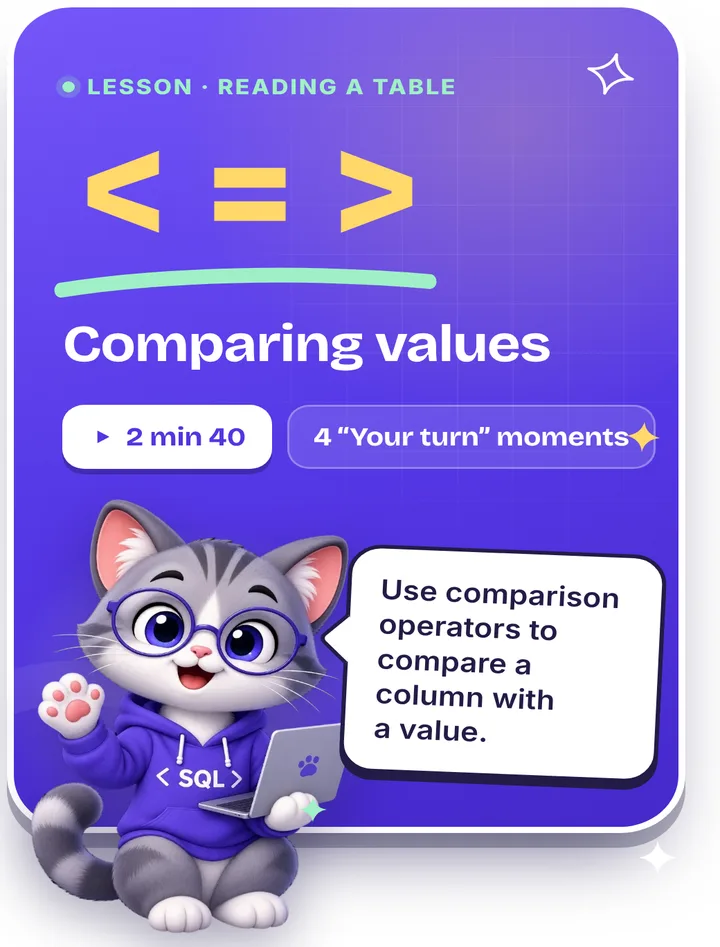 LESSON · READING A TABLE
< = >
Comparing values
2 min 40
4 “Your turn” moments
Use comparison
operators to
compare a
column with
a value.
< SQL >